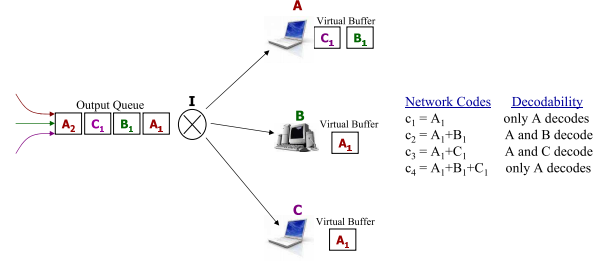 A
Virtual Buffer
C₁ B₁
Output Queue
A₂ C₁ B₁ A₁
I
B
Virtual Buffer
A₁
C
Virtual Buffer
A₁
Network Codes Decodability
c₁ = A₁ only A decodes
c₂ = A₁+B₁ A and B decode
c₃ = A₁+C₁ A and C decode
c₄ = A₁+B₁+C₁ only A decodes